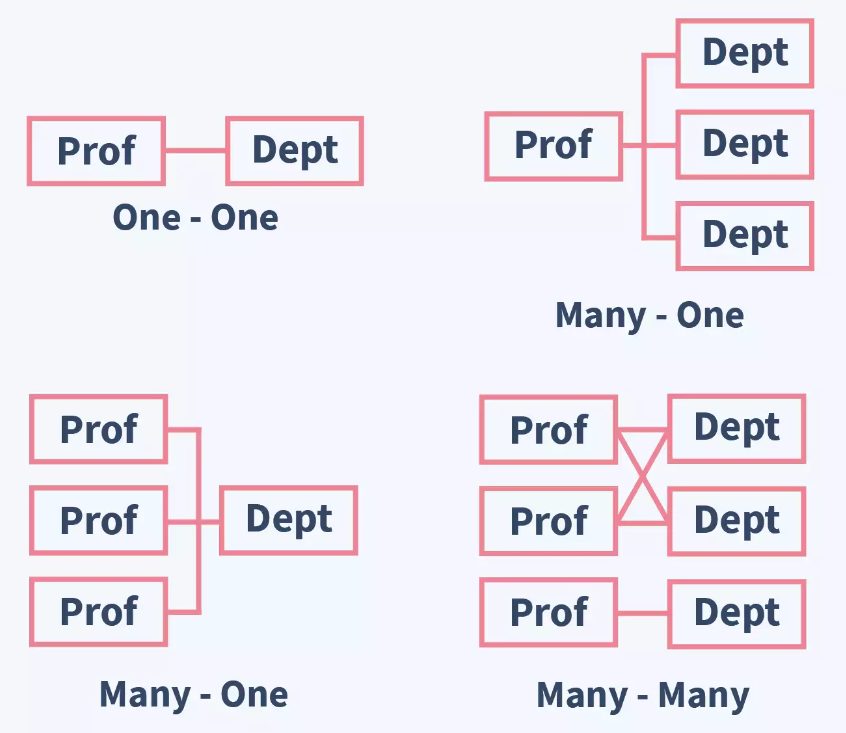 Prof
Dept
One - One
Prof
Dept
Dept
Dept
Many - One
Prof
Prof
Prof
Dept
Many - One
Prof
Dept
Prof
Dept
Prof
Dept
Many - Many